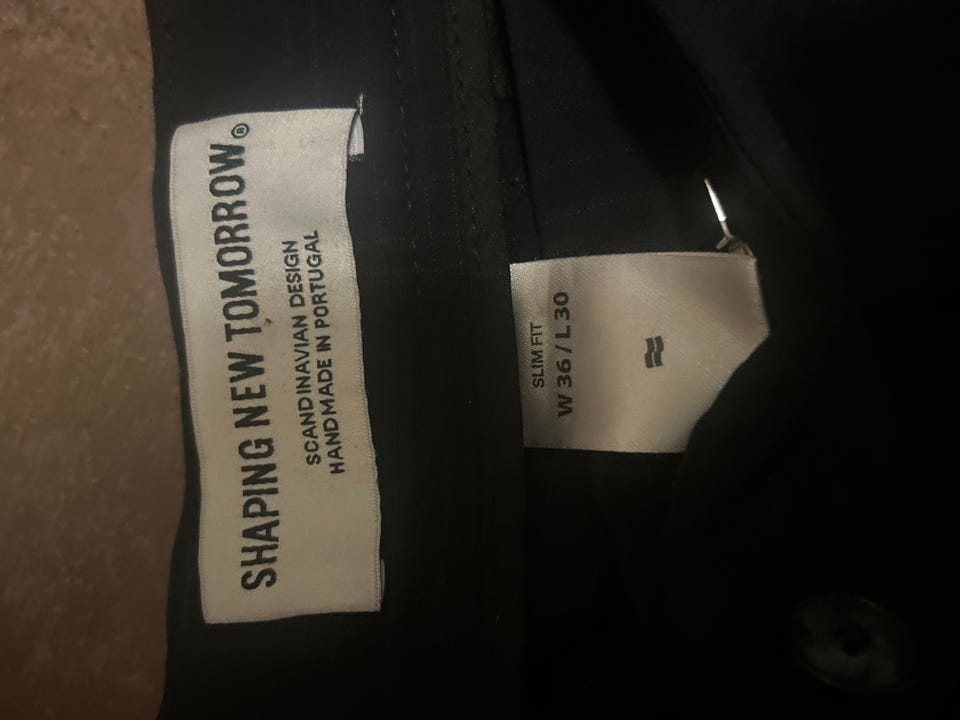 SHAPING NEW TOMORROW®
SCANDINAVIAN DESIGN
HANDMADE IN PORTUGAL
SLIM FIT
W 36 / L 30